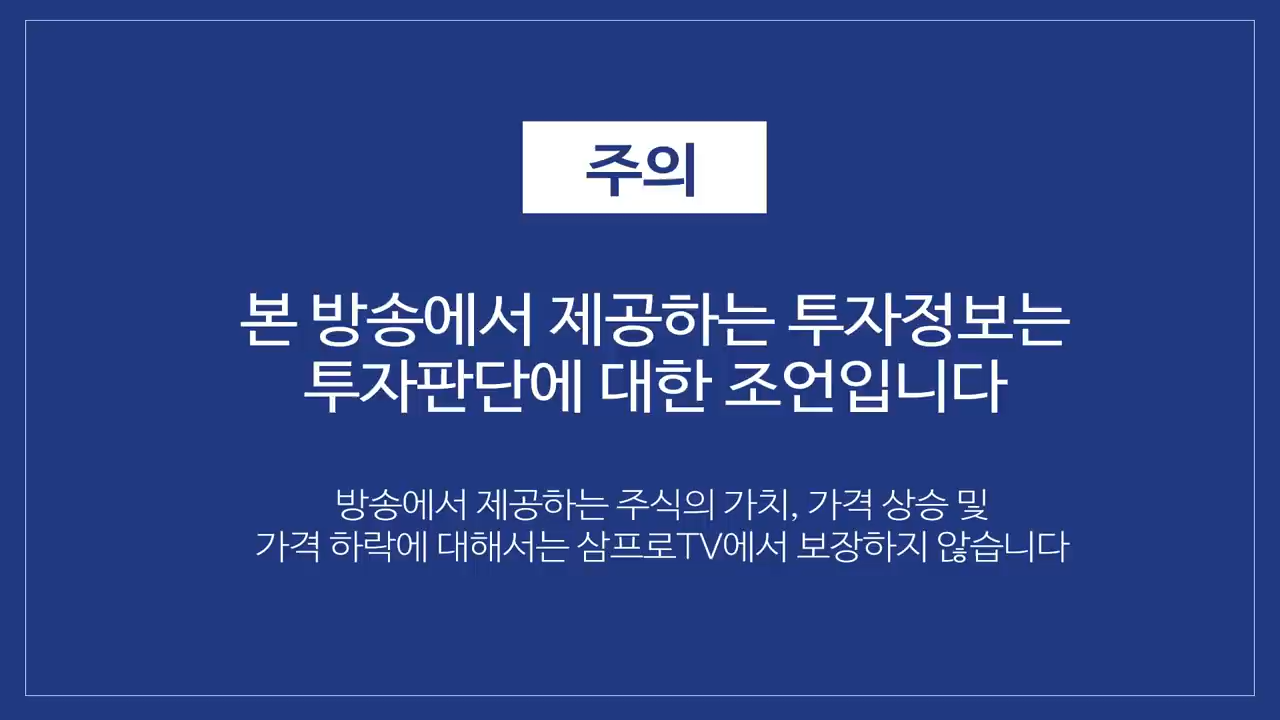 주의
본 방송에서 제공하는 투자정보는
투자판단에 대한 조언입니다
방송에서 제공하는 주식의 가치, 가격 상승 및
가격 하락에 대해서는 삼프로TV에서 보장하지 않습니다